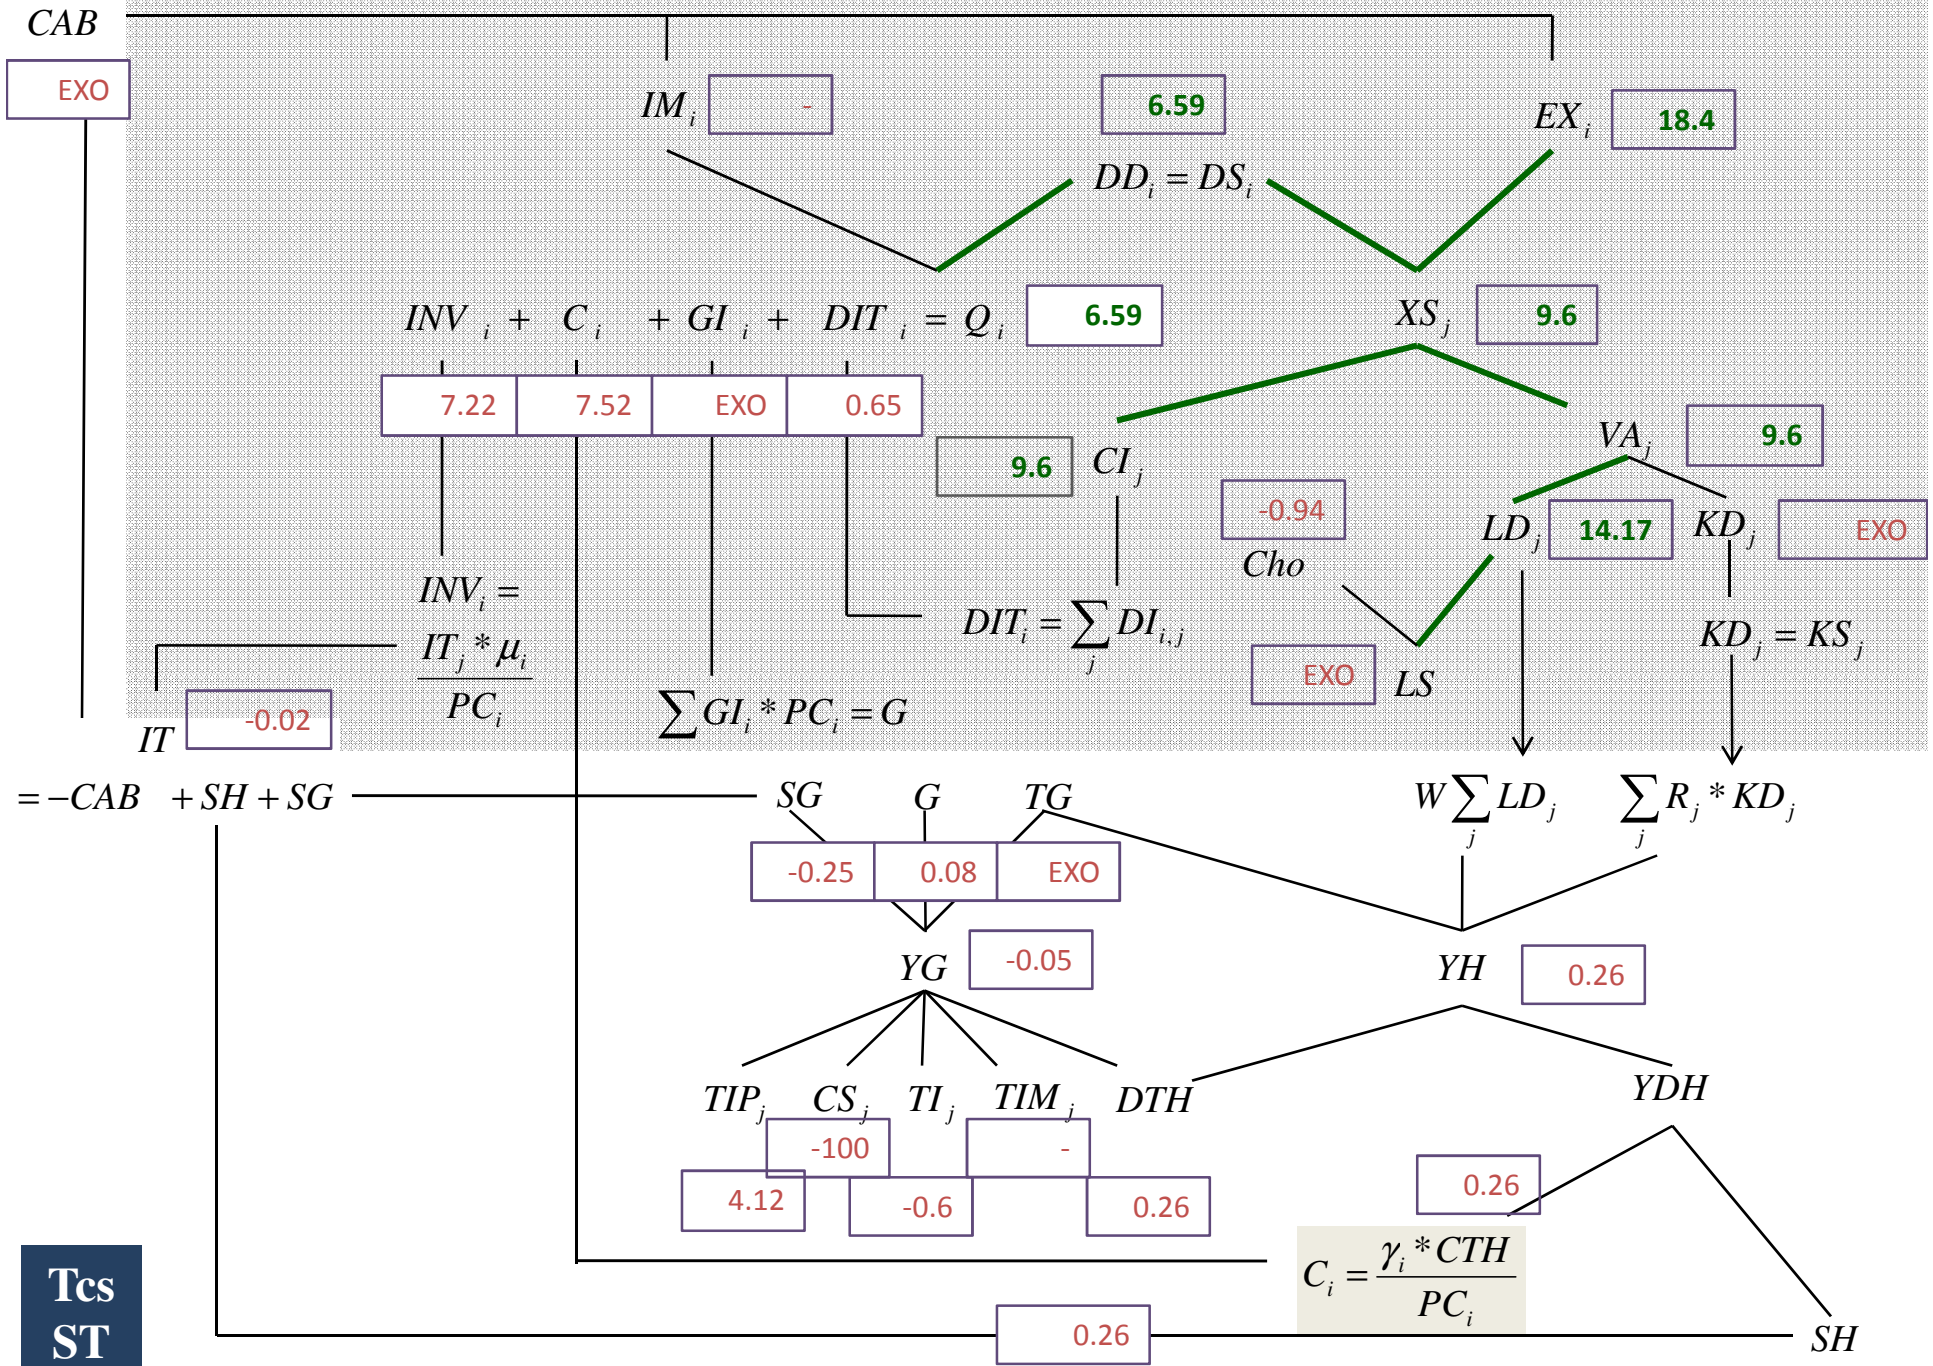 CAB
EXO
IM_i -
6.59
EX_i 18.4
DD_i = DS_i
INV_i + C_i + GI_i + DIT_i = Q_i 6.59
XS_j 9.6
7.22 7.52 EXO 0.65
9.6 CI_j
VA_j 9.6
-0.94
Cho
LD_j 14.17
KD_j EXO
INV_i =
IT_j * μ_i
PC_i
DIT_i = ∑_j DI_{i,j}
KD_j = KS_j
EXO LS
IT -0.02
∑ GI_i * PC_i = G
= -CAB + SH + SG
SG G TG
W ∑_j LD_j
∑_j R_j * KD_j
-0.25 0.08 EXO
YG -0.05
YH 0.26
TIP_j CS_j TI_j TIM_j DTH
YDH
-100 -
4.12 -0.6 0.26
0.26
C_i = γ_i * CTH
PC_i
Tcs
ST
0.26
SH